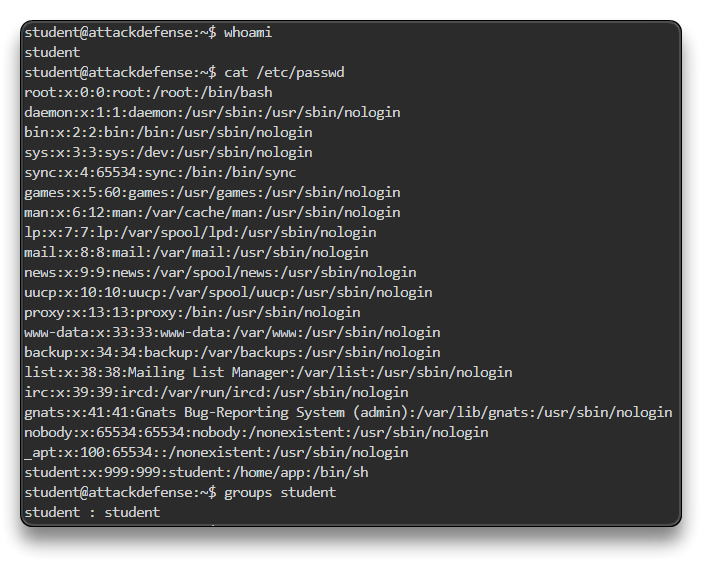 student@attackdefense:~$ whoami
student
student@attackdefense:~$ cat /etc/passwd
root:x:0:0:root:/root:/bin/bash
daemon:x:1:1:daemon:/usr/sbin:/usr/sbin/nologin
bin:x:2:2:bin:/bin:/usr/sbin/nologin
sys:x:3:3:sys:/dev:/usr/sbin/nologin
sync:x:4:65534:sync:/bin:/bin/sync
games:x:5:60:games:/usr/games:/usr/sbin/nologin
man:x:6:12:man:/var/cache/man:/usr/sbin/nologin
lp:x:7:7:lp:/var/spool/lpd:/usr/sbin/nologin
mail:x:8:8:mail:/var/mail:/usr/sbin/nologin
news:x:9:9:news:/var/spool/news:/usr/sbin/nologin
uucp:x:10:10:uucp:/var/spool/uucp:/usr/sbin/nologin
proxy:x:13:13:proxy:/bin:/usr/sbin/nologin
www-data:x:33:33:www-data:/var/www:/usr/sbin/nologin
backup:x:34:34:backup:/var/backups:/usr/sbin/nologin
list:x:38:38:Mailing List Manager:/var/list:/usr/sbin/nologin
irc:x:39:39:ircd:/var/run/ircd:/usr/sbin/nologin
gnats:x:41:41:Gnats Bug-Reporting System (admin):/var/lib/gnats:/usr/sbin/nologin
nobody:x:65534:65534:nobody:/nonexistent:/usr/sbin/nologin
_apt:x:100:65534::/nonexistent:/usr/sbin/nologin
student:x:999:999:student:/home/app:/bin/sh
student@attackdefense:~$ groups student
student : student